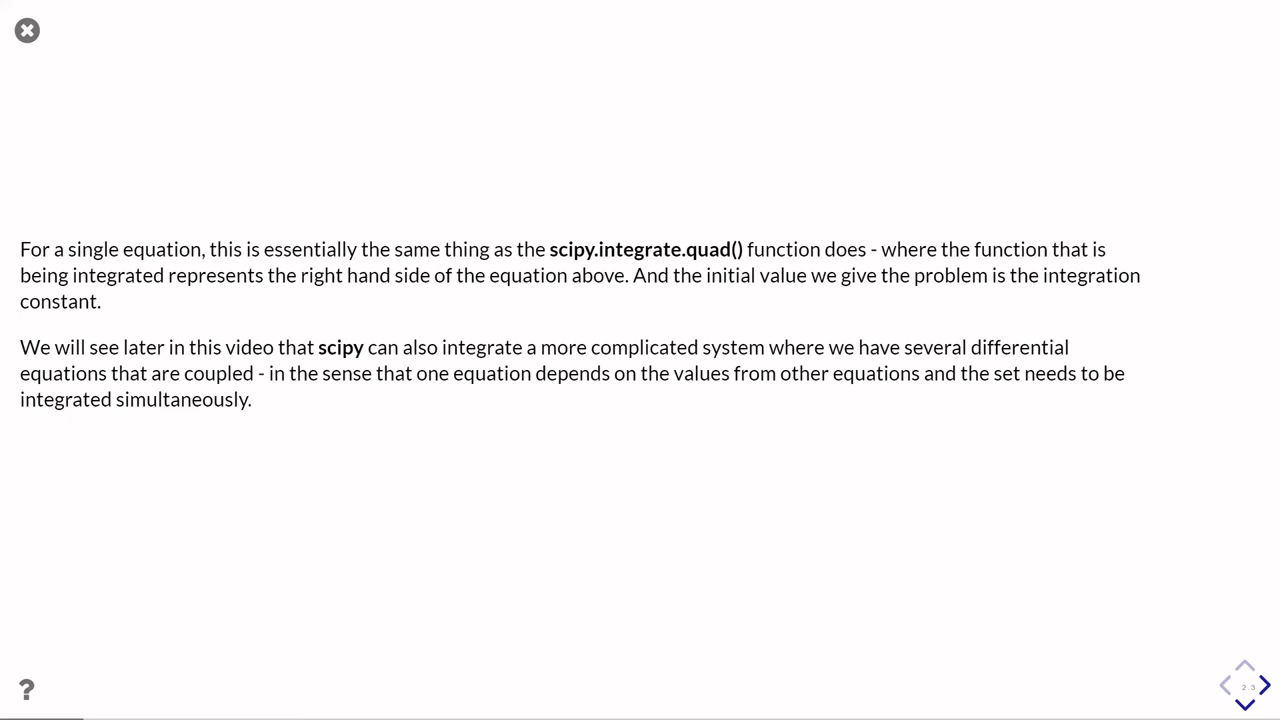 For a single equation, this is essentially the same thing as the scipy.integrate.quad() function does - where the function that is
being integrated represents the right hand side of the equation above. And the initial value we give the problem is the integration
constant.
We will see later in this video that scipy can also integrate a more complicated system where we have several differential
equations that are coupled - in the sense that one equation depends on the values from other equations and the set needs to be
integrated simultaneously.
?
2.3